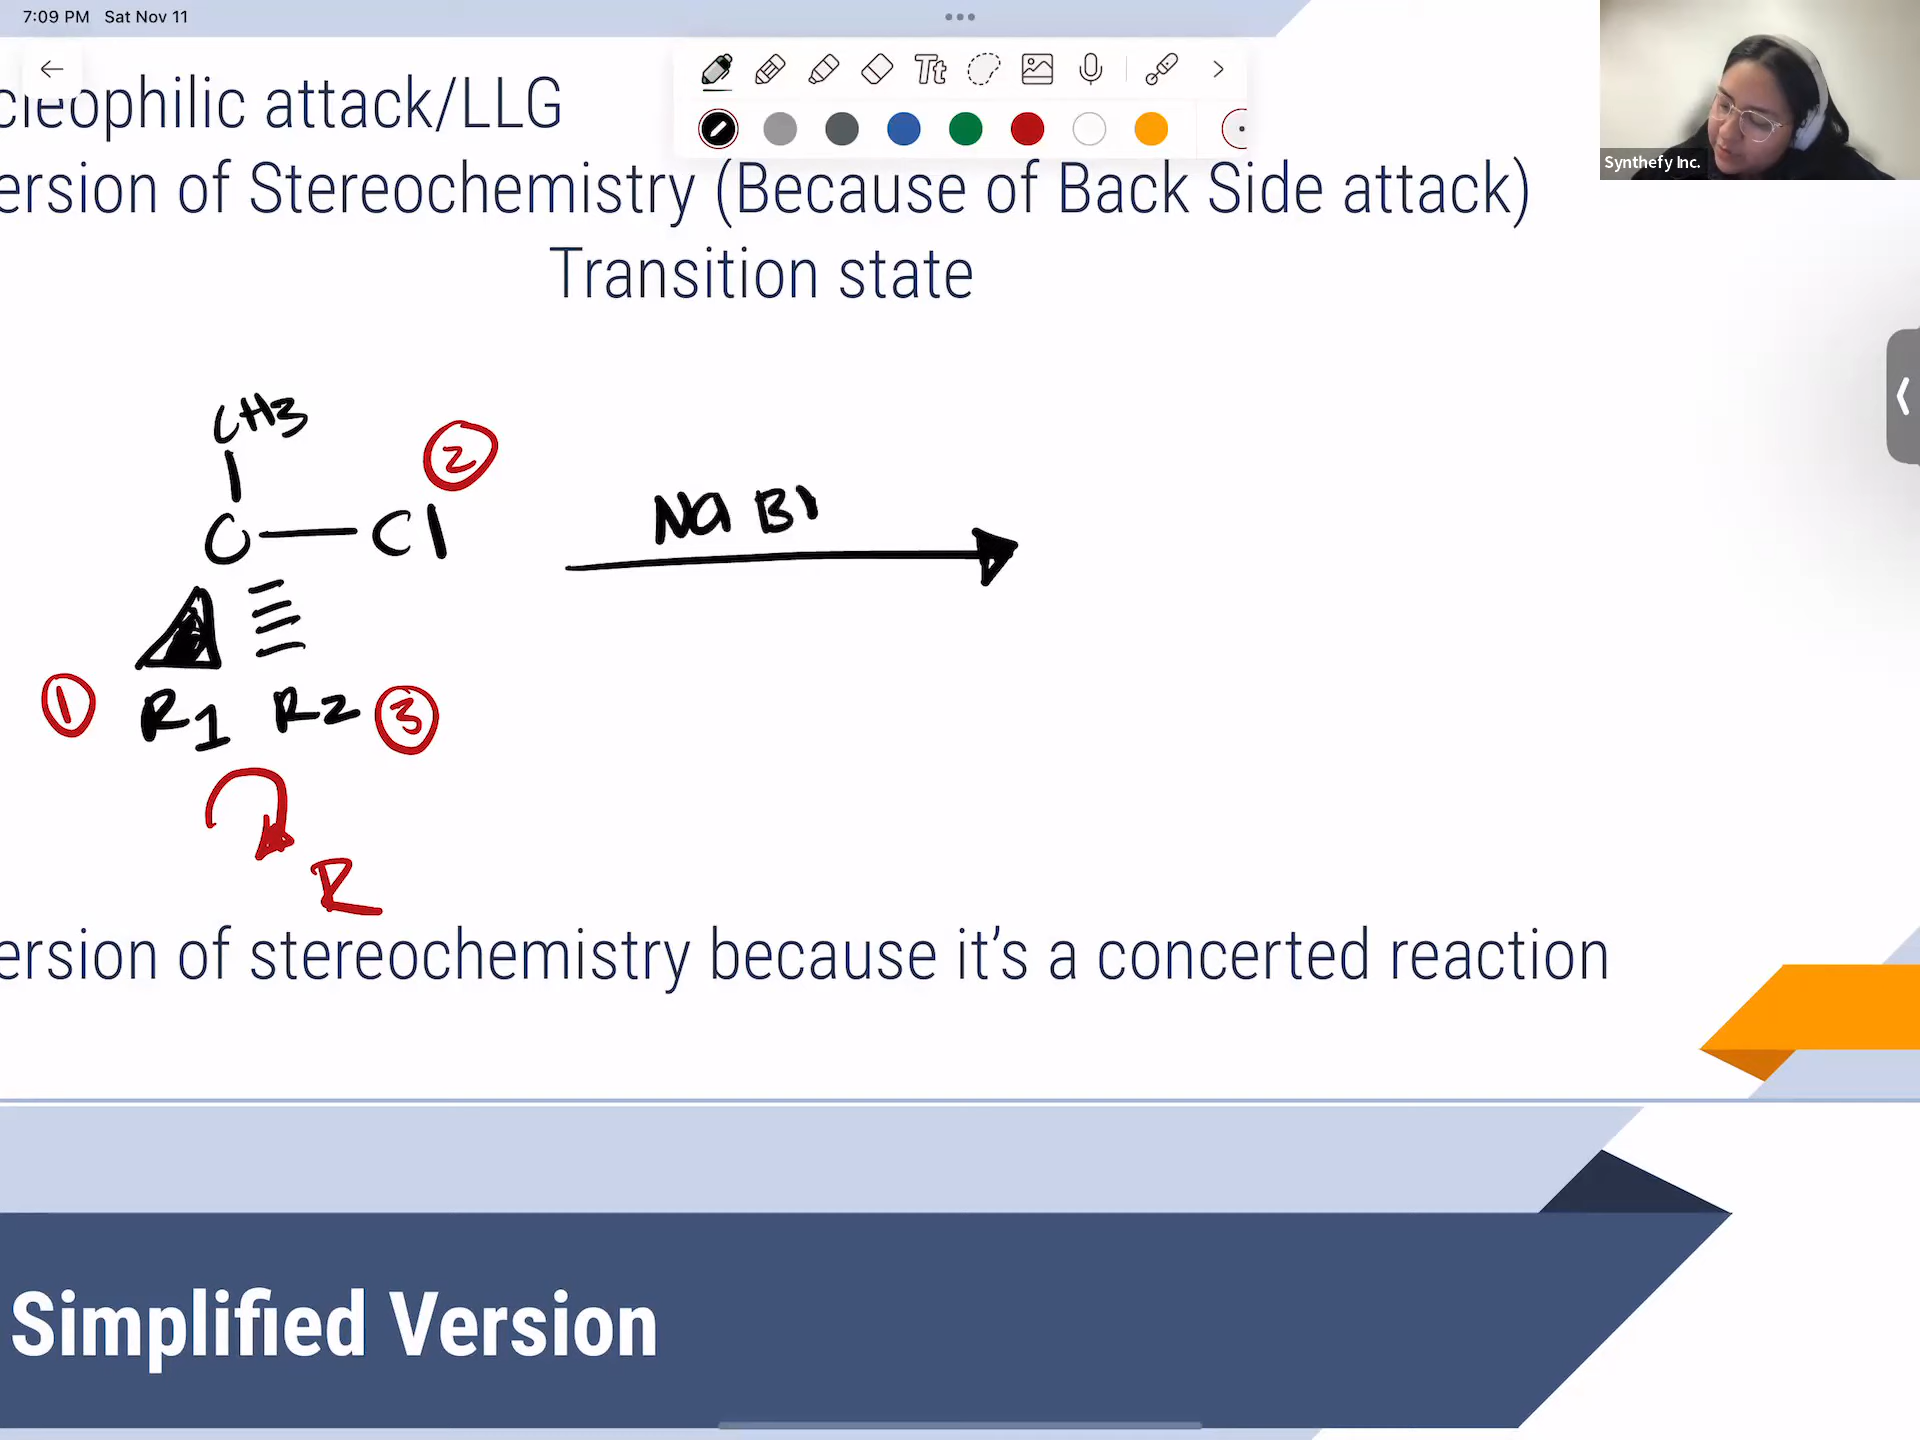 7:09 PM Sat Nov 11
cleophilic attack/LLG
Tt
Synthefy Inc.
ersion of Stereochemistry (Because of Back Side attack)
Transition state
CH3
2
C Cl
Na Br
1 R1 R2 3
R
ersion of stereochemistry because it's a concerted reaction
Simplified Version